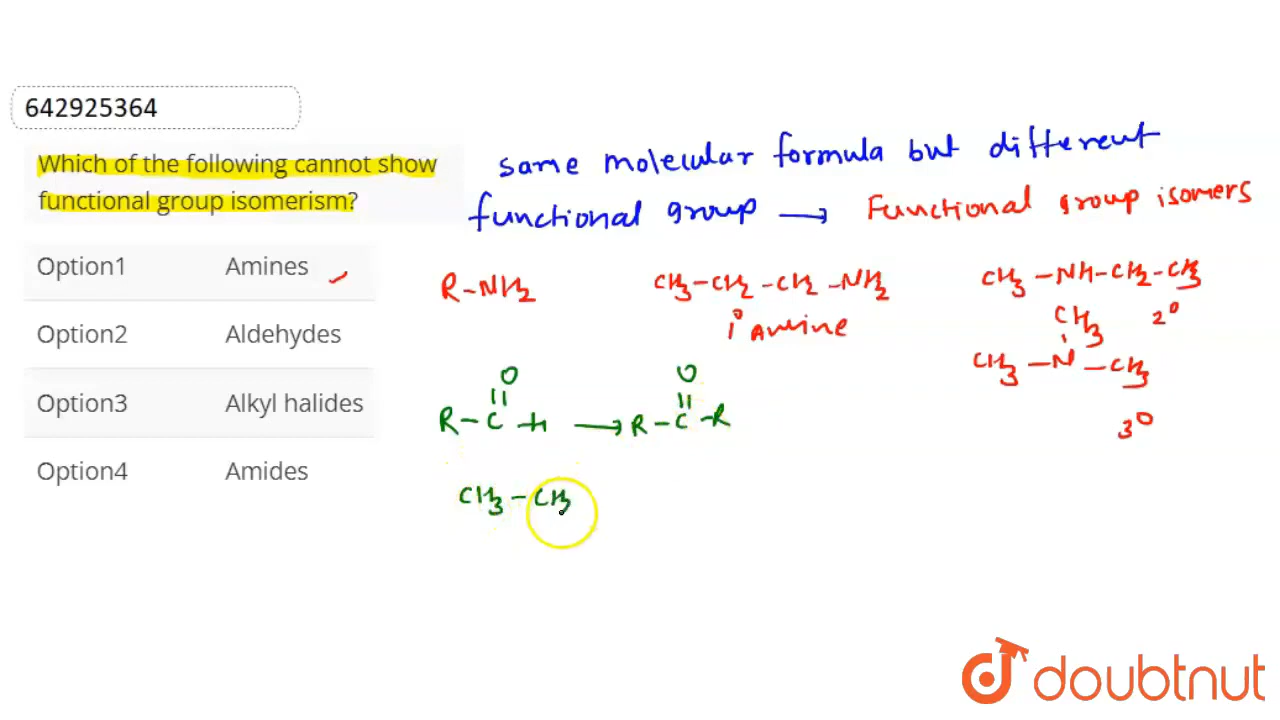 642925364
Which of the following cannot show
functional group isomerism?
Option1 Amines
Option2 Aldehydes
Option3 Alkyl halides
Option4 Amides
same molecular formula but different
functional group → Functional group isomers
R-NH2
CH3-CH2-CH2-NH2
1° Amine
CH3-NH-CH2-CH3
2°
CH3
CH3-N-CH3
3°
O
||
R-C-H
→
O
||
R-C-R
CH3-CH3
doubtnut